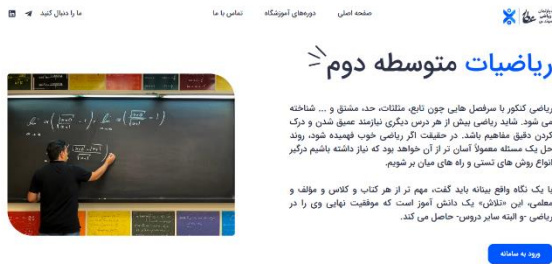 صفحه اصلی دوره‌های آموزشگاه تماس با ما ما را دنبال کنید
ریاضیات متوسطه دوم
ریاضی کنکور با سرفصل هایی چون تابع، مثلثات، حد، مشتق و ... شناخته
می شود. شاید ریاضی بیش از هر درس دیگری نیازمند عمیق شدن و درک
کردن دقیق مفاهیم باشد. در حقیقت اگر ریاضی خوب فهمیده شود، روند
حل یک مسئله معمولاً آسان تر از آن خواهد بود که نیاز داشته باشیم درگیر
انواع روش های تستی و راه های میان بر شویم.
با یک نگاه واقع بینانه باید گفت، مهم تر از هر کتاب و کلاس و مؤلف و
معلمی، این «تلاش» یک دانش آموز است که موفقیت نهایی وی را در
ریاضی -و البته سایر دروس- حاصل می کند.
ورود به سامانه